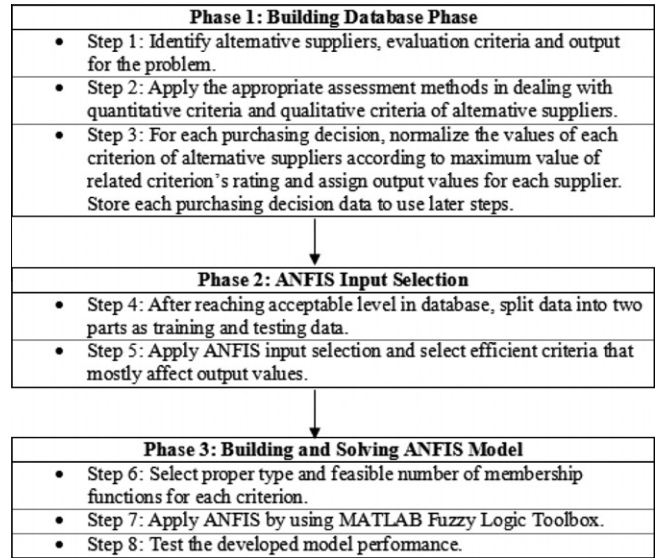 Phase 1: Building Database Phase
• Step 1: Identify alternative suppliers, evaluation criteria and output
for the problem.
• Step 2: Apply the appropriate assessment methods in dealing with
quantitative criteria and qualitative criteria of alternative suppliers.
• Step 3: For each purchasing decision, normalize the values of each
criterion of alternative suppliers according to maximum value of
related criterion's rating and assign output values for each supplier.
Store each purchasing decision data to use later steps.
Phase 2: ANFIS Input Selection
• Step 4: After reaching acceptable level in database, split data into two
parts as training and testing data.
• Step 5: Apply ANFIS input selection and select efficient criteria that
mostly affect output values.
Phase 3: Building and Solving ANFIS Model
• Step 6: Select proper type and feasible number of membership
functions for each criterion.
• Step 7: Apply ANFIS by using MATLAB Fuzzy Logic Toolbox.
• Step 8: Test the developed model performance.